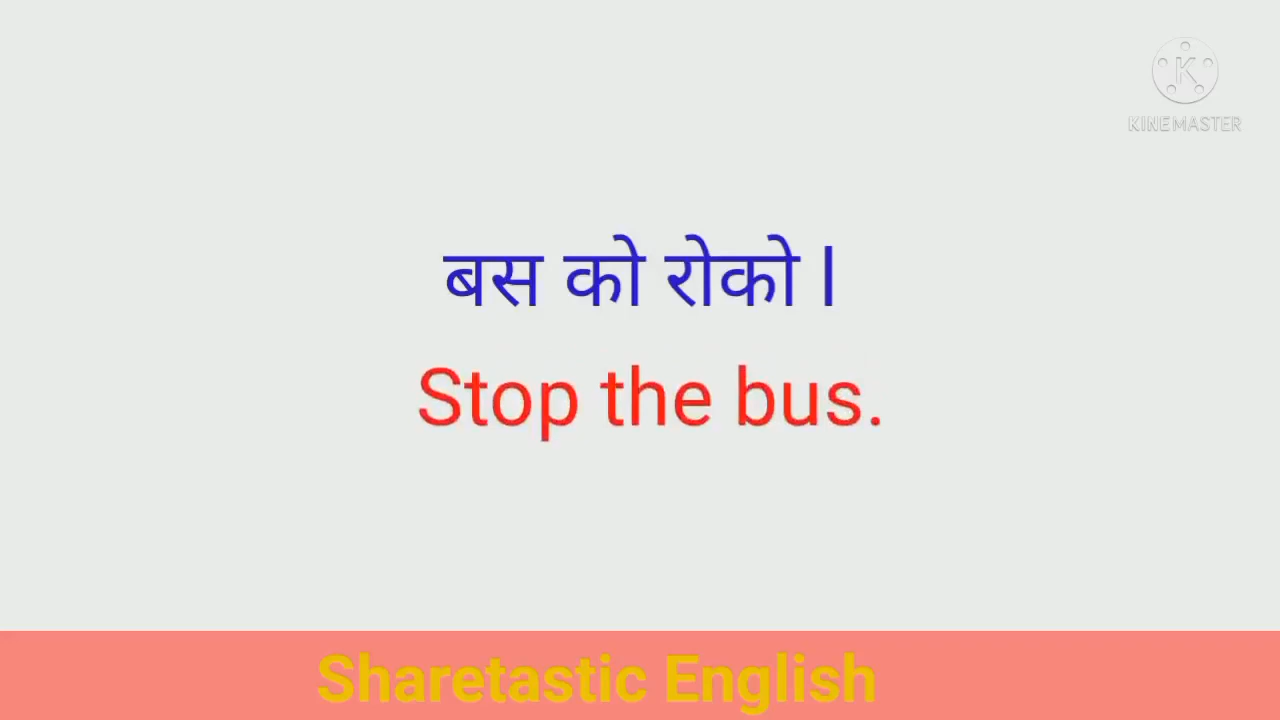 KINEMASTER
बस को रोको l
Stop the bus.
Sharetastic English